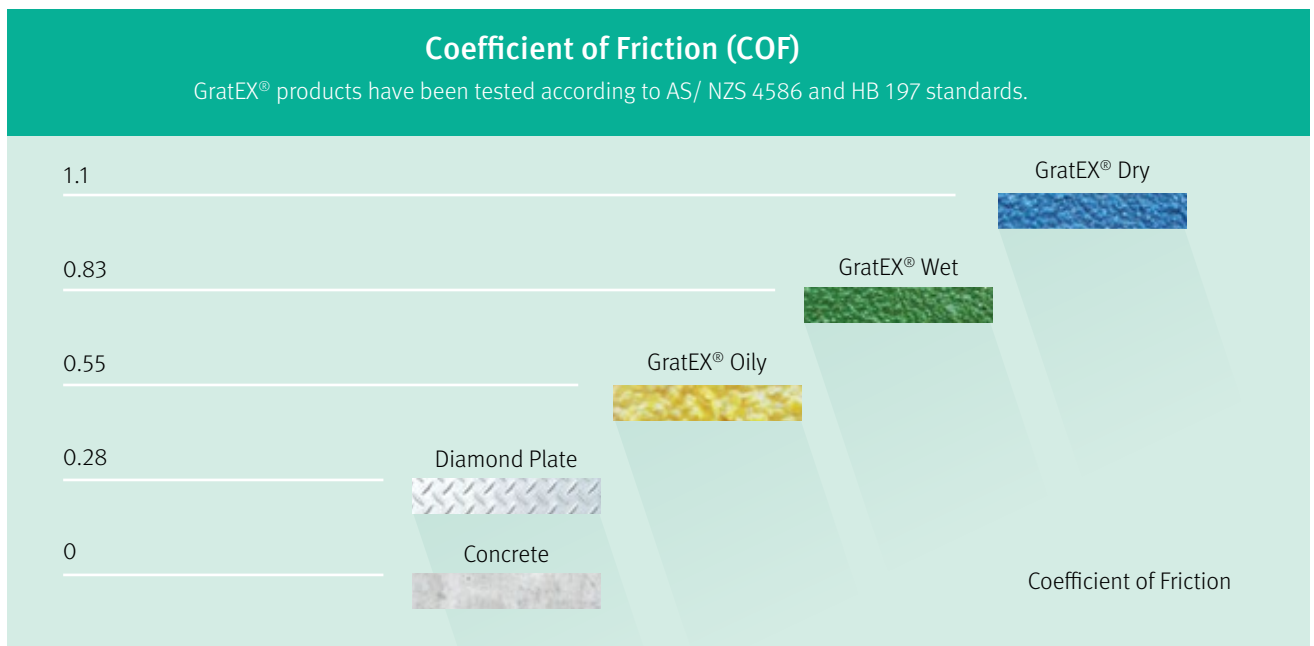 Coefficient of Friction (COF)
GratEX® products have been tested according to AS/ NZS 4586 and HB 197 standards.
1.1
GratEX® Dry
0.83
GratEX® Wet
0.55
GratEX® Oily
0.28
Diamond Plate
0
Concrete
Coefficient of Friction